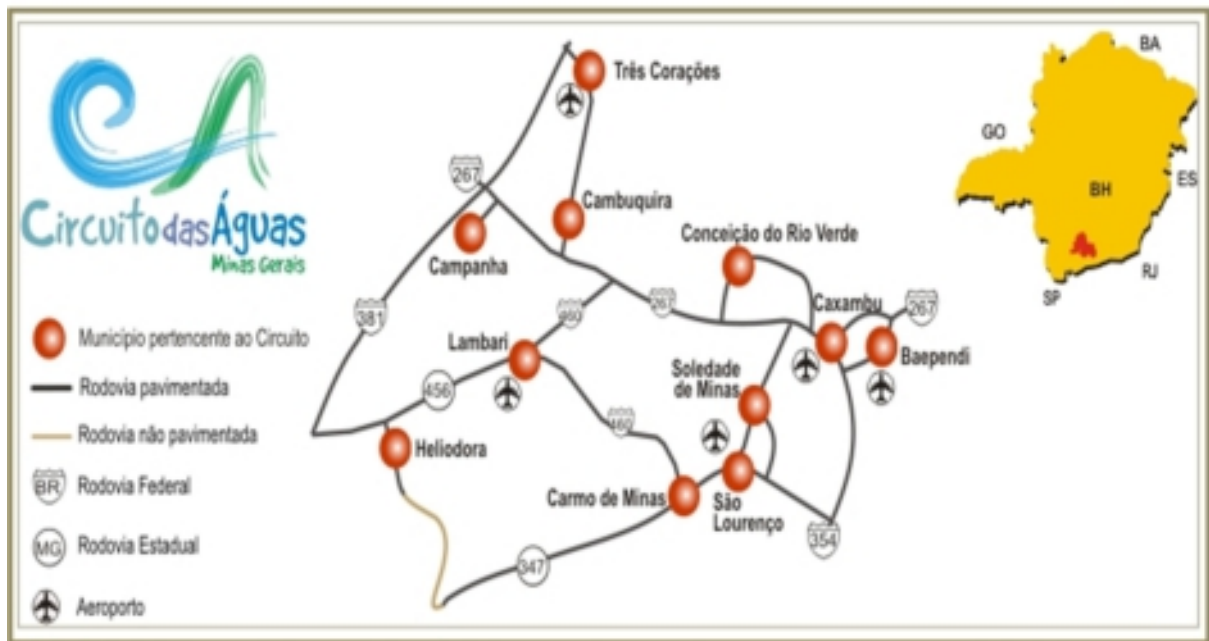 Circuito das Águas
Minas Gerais
Município pertencente ao Circuito
Rodovia pavimentada
Rodovia não pavimentada
BR
Rodovia Federal
MG
Rodovia Estadual
Aeroporto
Três Corações
267
Cambuquira
Campanha
Conceição do Rio Verde
381
460
267
Caxambu
267
Lambari
Baependi
Soledade
de Minas
456
460
Heliodora
Carmo de Minas
São
Lourenço
354
347
BA
GO
ES
BH
RJ
SP